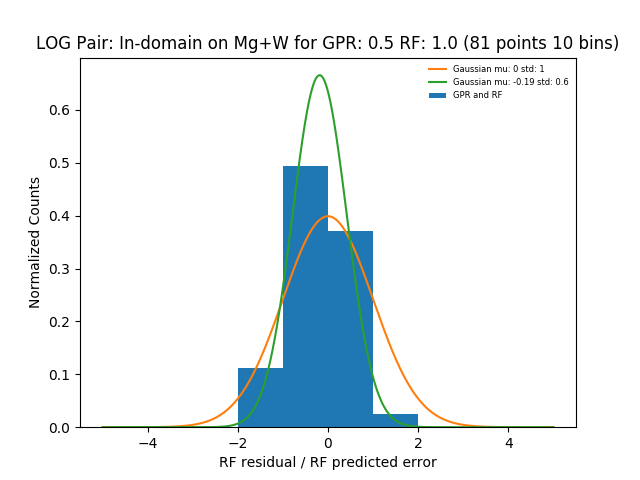 LOG Pair: In-domain on Mg+W for GPR: 0.5 RF: 1.0 (81 points 10 bins)
Gaussian mu: 0 std: 1
Gaussian mu: -0.19 std: 0.6
GPR and RF
Normalized Counts
0.6
0.5
0.4
0.3
0.2
0.1
0.0
−4 −2 0 2 4
RF residual / RF predicted error